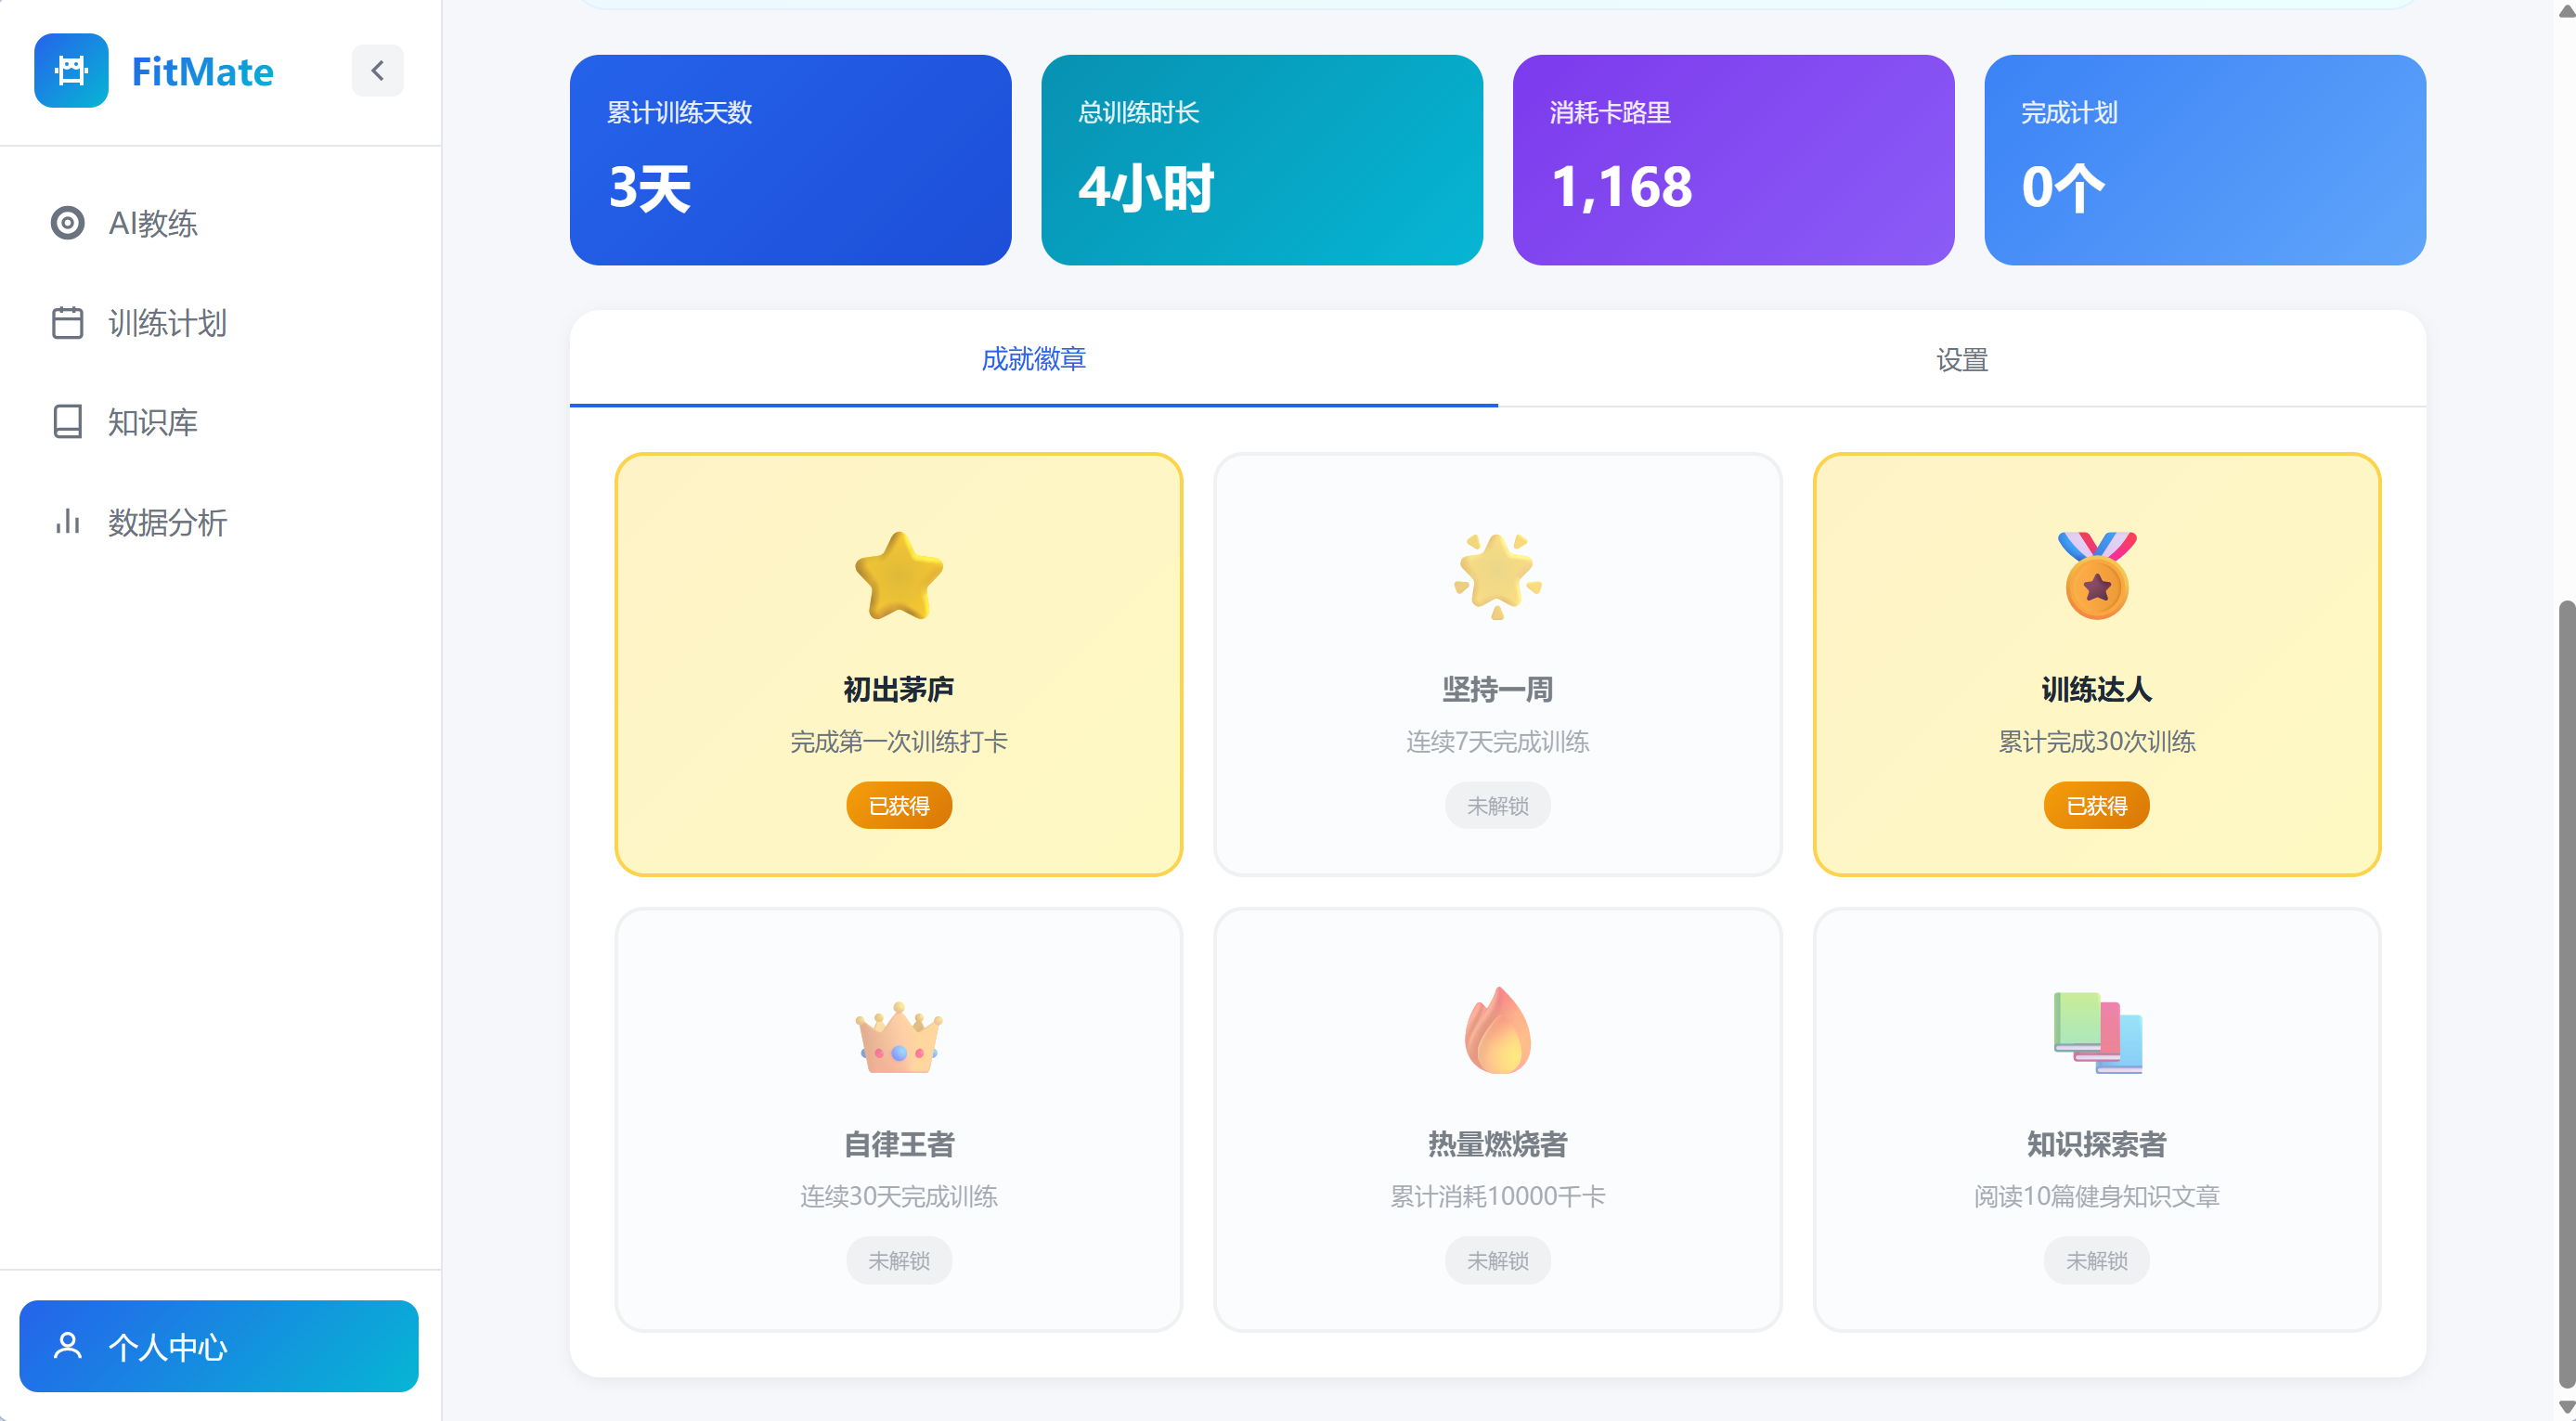 FitMate
AI教练
训练计划
知识库
数据分析
个人中心
累计训练天数
3天
总训练时长
4小时
消耗卡路里
1,168
完成计划
0个
成就徽章
设置
初出茅庐
完成第一次训练打卡
已获得
坚持一周
连续7天完成训练
未解锁
训练达人
累计完成30次训练
已获得
自律王者
连续30天完成训练
未解锁
热量燃烧者
累计消耗10000千卡
未解锁
知识探索者
阅读10篇健身知识文章
未解锁